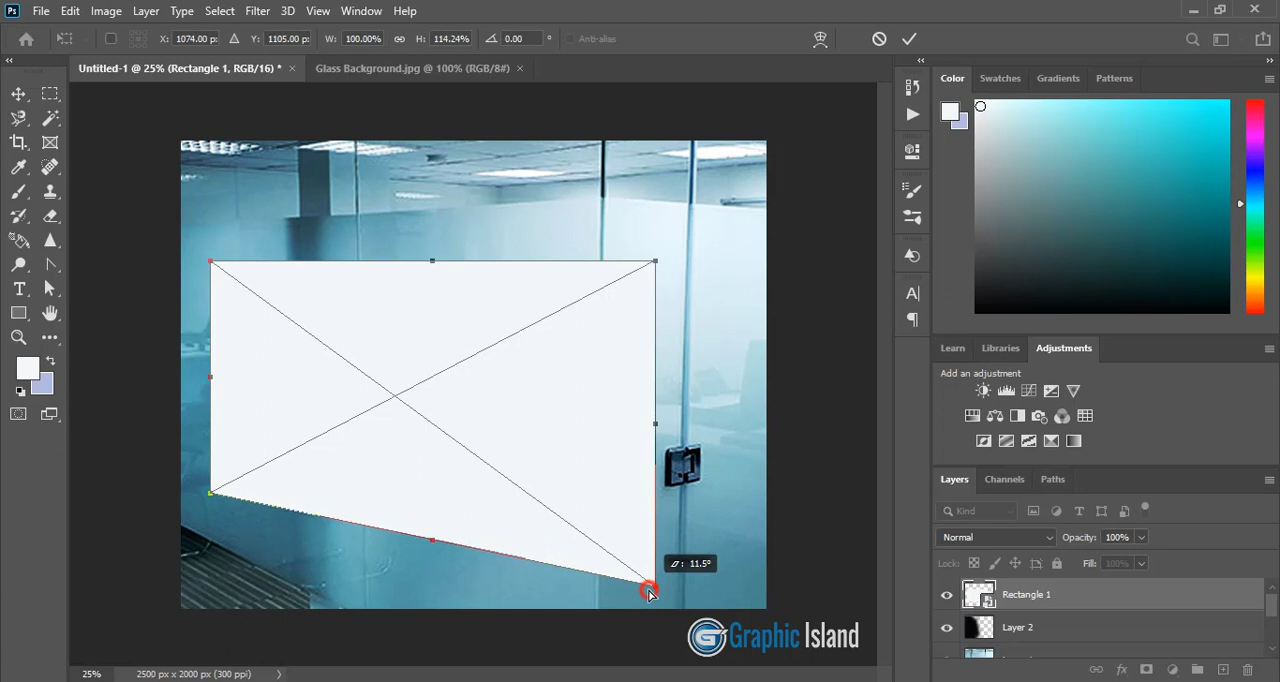 Ps File Edit Image Layer Type Select Filter 3D View Window Help
X: 1074.00 p: Y: 1105.00 p: W: 100.00% H: 114.24% 0.00 ° Anti-alias
Untitled-1 @ 25% (Rectangle 1, RGB/16) * × Glass Background.jpg @ 100% (RGB/8#) ×
Color Swatches Gradients Patterns
Learn Libraries Adjustments
Add an adjustment
Layers Channels Paths
Kind
Normal Opacity: 100%
Lock: Fill: 100%
Rectangle 1
Layer 2
11.5°
G Graphic Island
25% 2500 px x 2000 px (300 ppi)